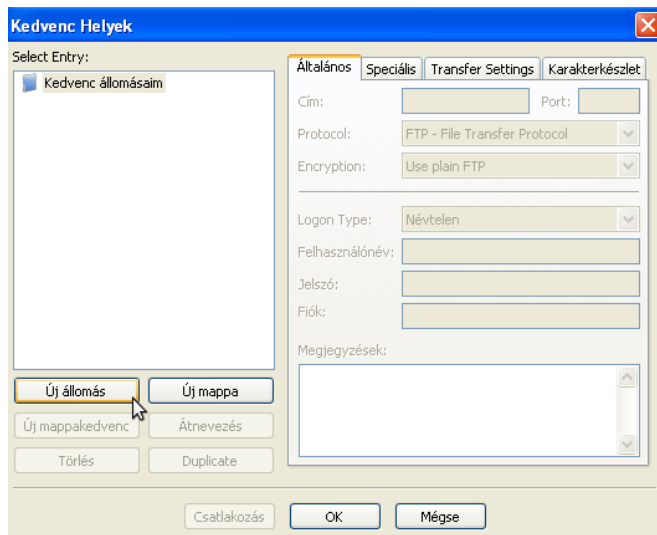 Kedvenc Helyek
Select Entry:
Kedvenc állomásaim
Új állomás Új mappa
Új mappakedvenc Átnevezés
Törlés Duplicate
Általános Speciális Transfer Settings Karakterkészlet
Cím: Port:
Protocol: FTP - File Transfer Protocol
Encryption: Use plain FTP
Logon Type: Névtelen
Felhasználónév:
Jelszó:
Fiók:
Megjegyzések:
Csatlakozás OK Mégse